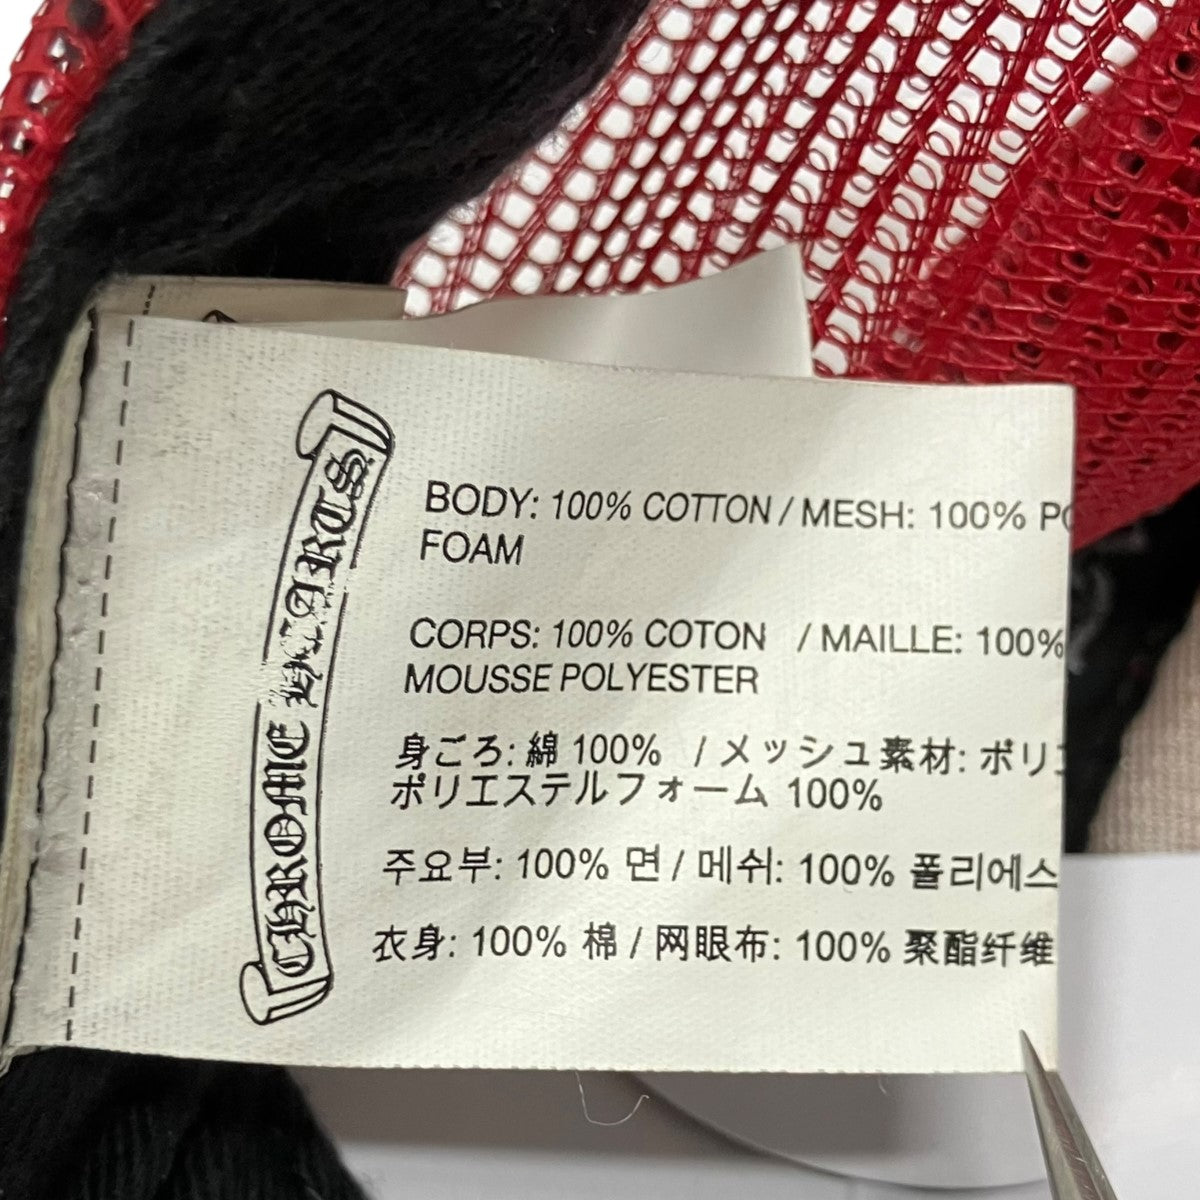 CHROME HEARTS
BODY: 100% COTTON / MESH: 100%
FOAM
CORPS: 100% COTON / MAILLE: 100%
MOUSSE POLYESTER
身ごろ: 綿 100% / メッシュ素材: ポリ
ポリエステルフォーム 100%
주요부: 100% 면 / 메쉬: 100% 폴리에스
衣身: 100% 棉 / 网眼布: 100% 聚酯纤维